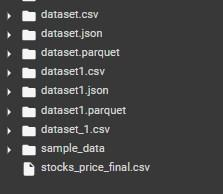 dataset.csv
dataset.json
dataset.parquet
dataset1.csv
dataset1.json
dataset1.parquet
dataset_1.csv
sample_data
stocks_price_final.csv